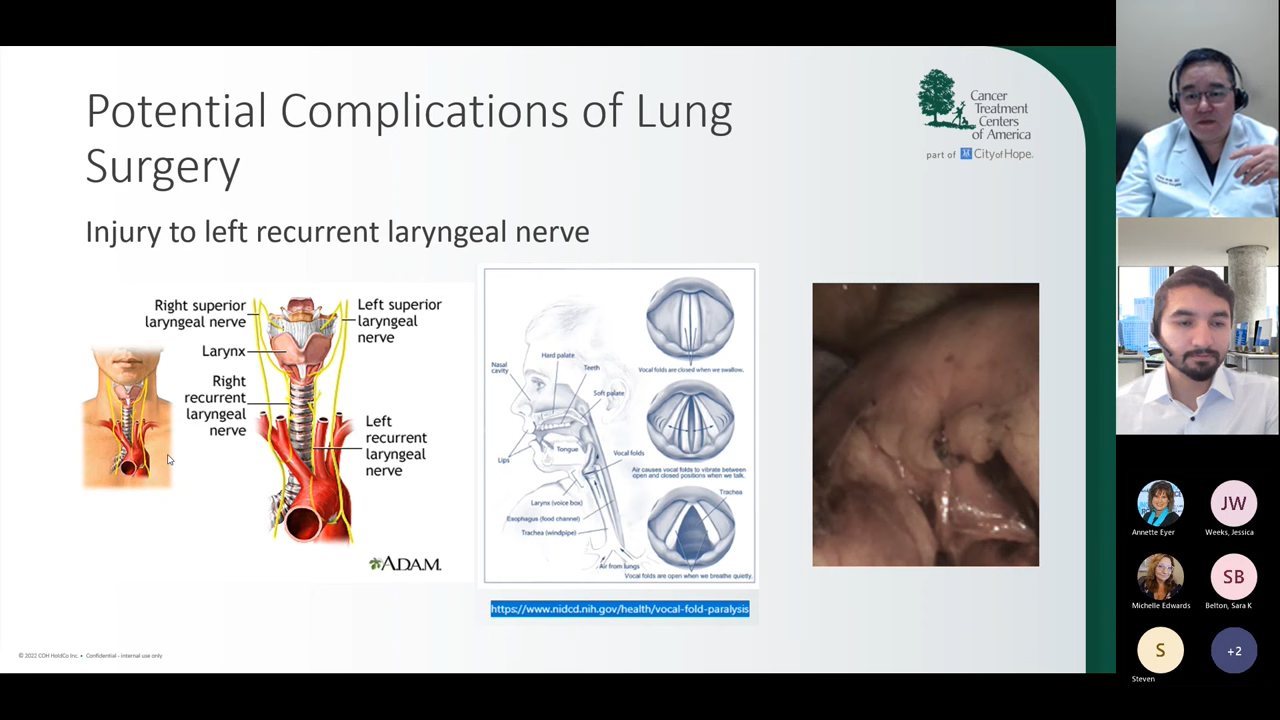 Potential Complications of Lung
Surgery
Cancer
Treatment
Centers
of America
part of CityofHope.
Injury to left recurrent laryngeal nerve
Right superior
laryngeal nerve
Left superior
laryngeal
nerve
Larynx
Right
recurrent
laryngeal
nerve
Left
recurrent
laryngeal
nerve
ADAM.
Nasal
cavity
Hard palate
Teeth
Soft palate
Lips
Tongue
Vocal folds
Larynx (voice box)
Esophagus (food channel)
Trachea (windpipe)
Air from lungs
Vocal folds are closed when we swallow.
Air causes vocal folds to vibrate between
open and closed positions when we talk.
Trachea
Vocal folds are open when we breathe quietly.
https://www.nidcd.nih.gov/health/vocal-fold-paralysis
© 2022 COH HoldCo Inc. • Confidential - internal use only
JW
Annette Eyer
Weeks, Jessica
SB
Michelle Edwards
Belton, Sara K
S
+2
Steven